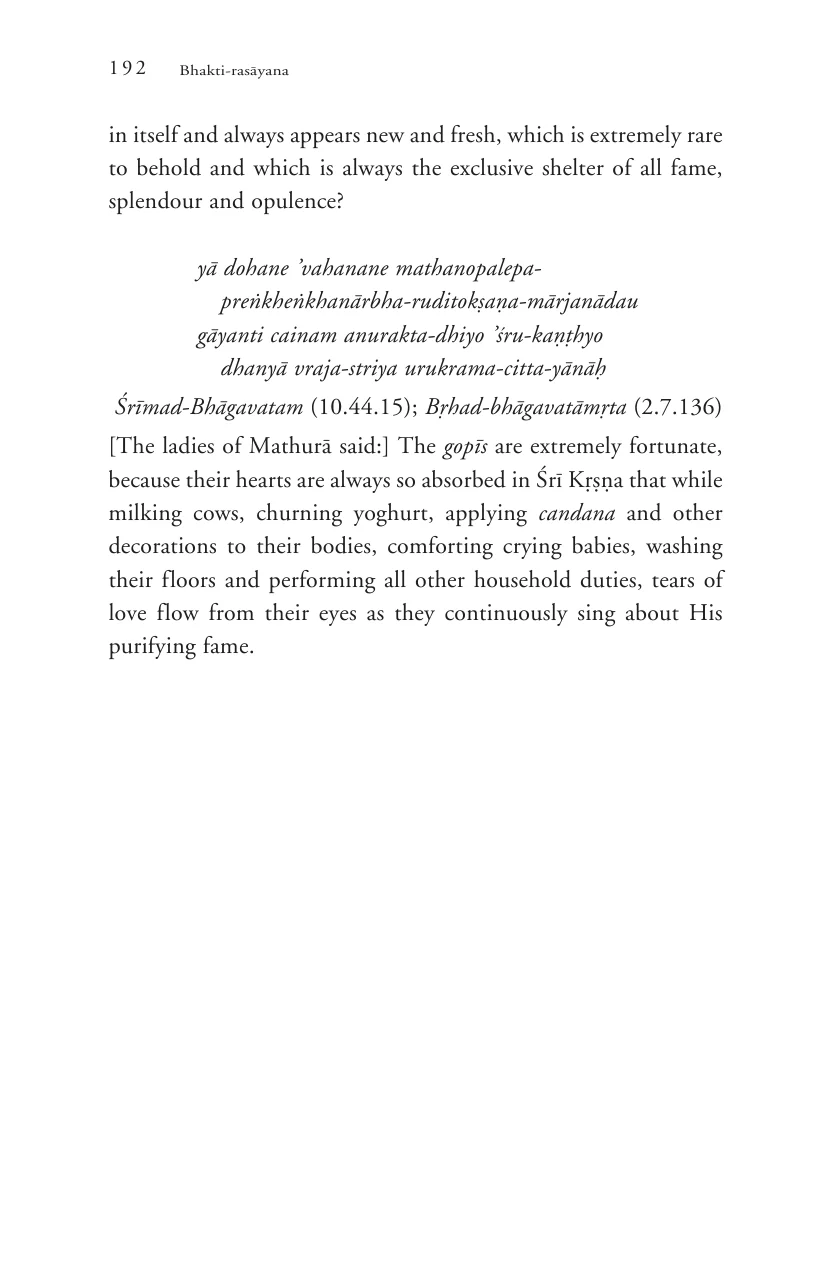 192 Bhakti-rasāyana
in itself and always appears new and fresh, which is extremely rare
to behold and which is always the exclusive shelter of all fame,
splendour and opulence?
yā dohane ’vahanane mathanopalepa-
preṅkheṅkhanārbha-ruditokṣaṇa-mārjanādau
gāyanti cainam anurakta-dhiyo ’śru-kaṇṭhyo
dhanyā vraja-striya urukrama-citta-yānāḥ
Śrīmad-Bhāgavatam (10.44.15); Bṛhad-bhāgavatāmṛta (2.7.136)
[The ladies of Mathurā said:] The gopīs are extremely fortunate,
because their hearts are always so absorbed in Śrī Kṛṣṇa that while
milking cows, churning yoghurt, applying candana and other
decorations to their bodies, comforting crying babies, washing
their floors and performing all other household duties, tears of
love flow from their eyes as they continuously sing about His
purifying fame.